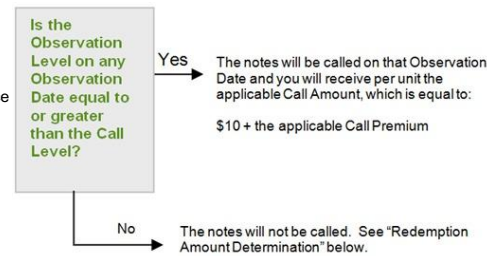 Is the
Observation
Level on any
Observation
Date equal to
or greater
than the Call
Level?
e
Yes
The notes will be called on that Observation
Date and you will receive per unit the
applicable Call Amount, which is equal to:
$10 + the applicable Call Premium
No
The notes will not be called. See “Redemption
Amount Determination” below.